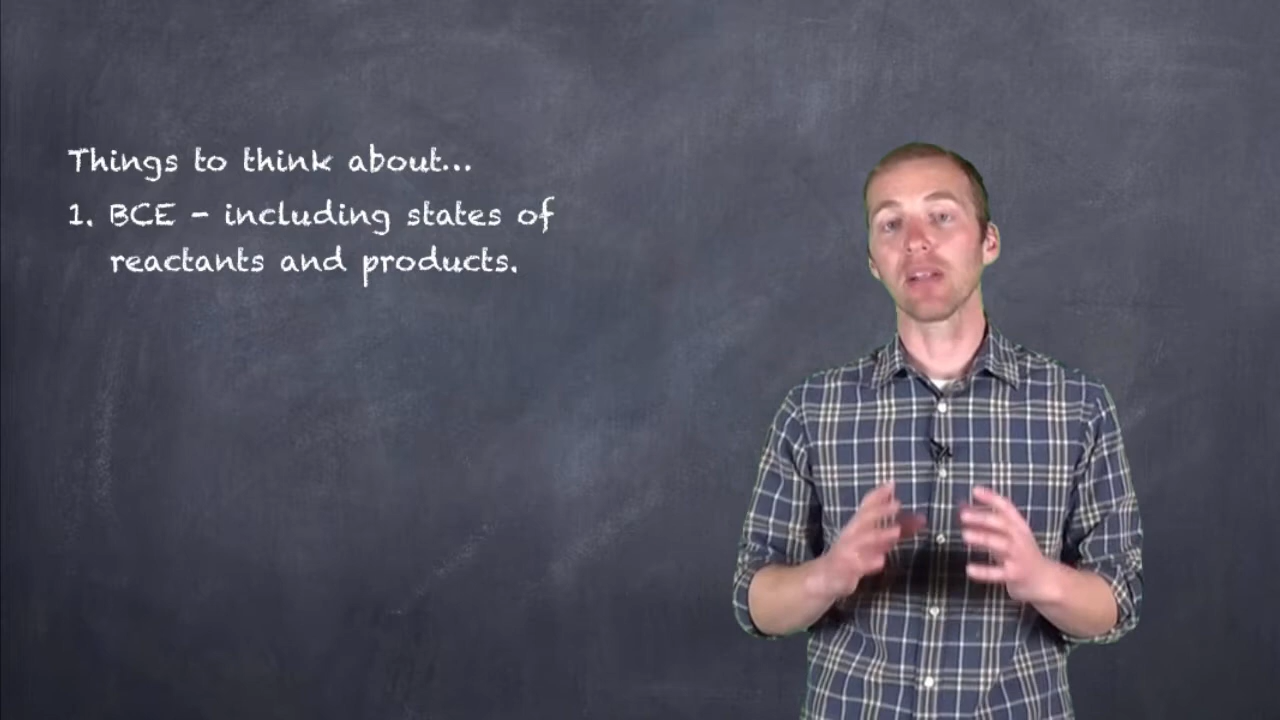 Things to think about...
1. BCE - including states of
reactants and products.